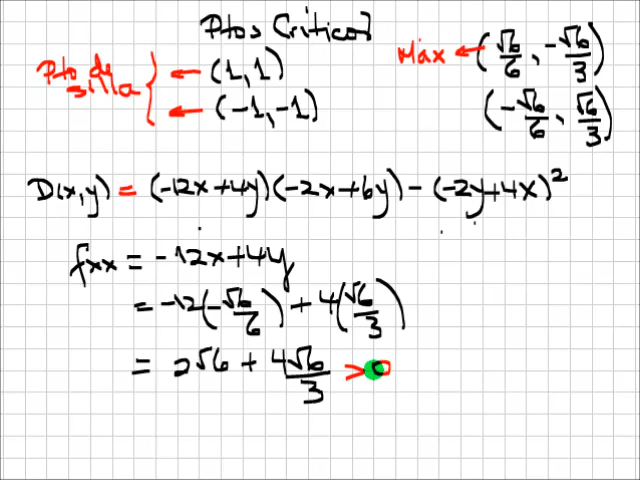 Ptos Críticos
Pto de silla { ← (1,1)
← (-1,-1)
Máx ← (√6/6, -√6/3)
(-√6/6, √6/3)
D(x,y) = (-12x+4y)(-2x+6y) - (-2y+4x)²
fxx = -12x+4y
= -12(-√6/6) + 4(√6/3)
= 2√6 + 4√6/3 >0